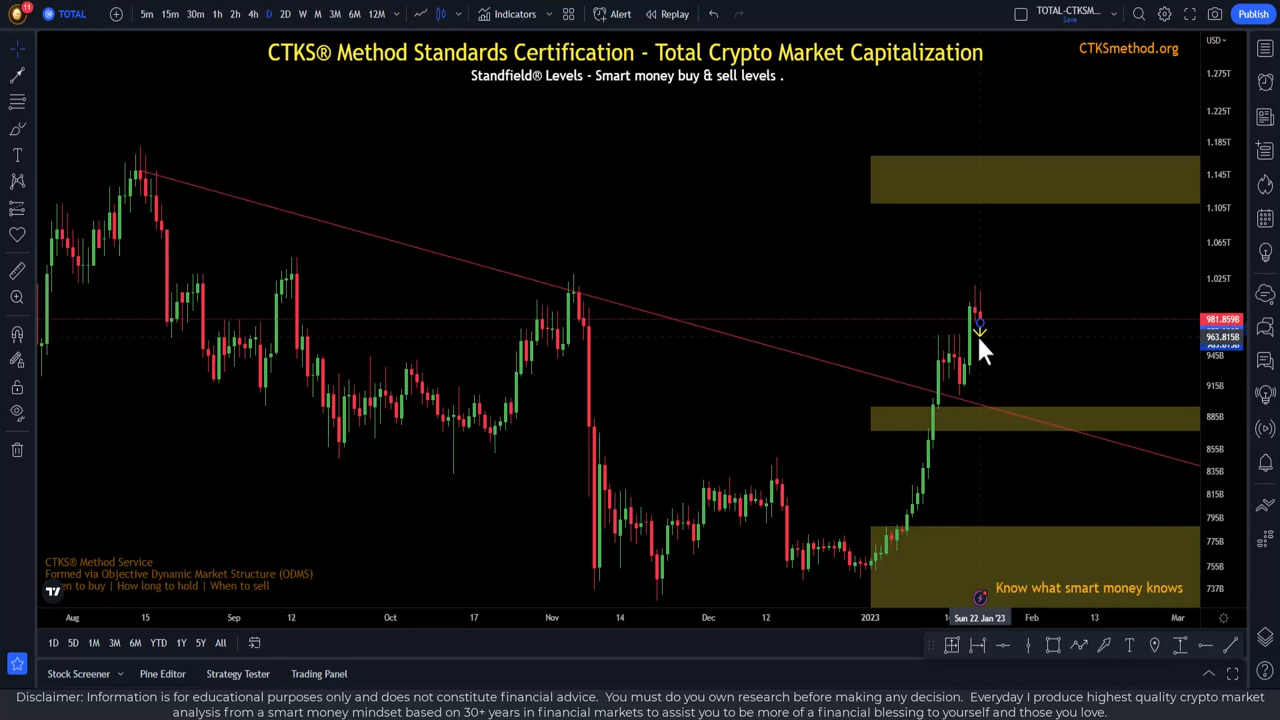 11
TOTAL
5m 15m 30m 1h 2h 4h D 2D W M 3M 6M 12M
Indicators
Alert
Replay
TOTAL-CTKSM...
Save
Publish
CTKS® Method Standards Certification - Total Crypto Market Capitalization
CTKSmethod.org
Standfield® Levels - Smart money buy & sell levels .
USD
1.275T
1.225T
1.185T
1.145T
1.105T
1.065T
1.025T
981.859B
963.815B
945B
915B
885B
855B
835B
815B
795B
775B
755B
737B
CTKS® Method Service
Formed via Objective Dynamic Market Structure (ODMS)
en to buy | How long to hold | When to sell
Know what smart money knows
Aug 15 Sep 12 Oct 17 Nov 14 Dec 12 2023 Sun 22 Jan '23 Feb 13 Mar
1D 5D 1M 3M 6M YTD 1Y 5Y All
Stock Screener Pine Editor Strategy Tester Trading Panel
Disclaimer: Information is for educational purposes only and does not constitute financial advice. You must do you own research before making any decision. Everyday I produce highest quality crypto market
analysis from a smart money mindset based on 30+ years in financial markets to assist you to be more of a financial blessing to yourself and those you love.